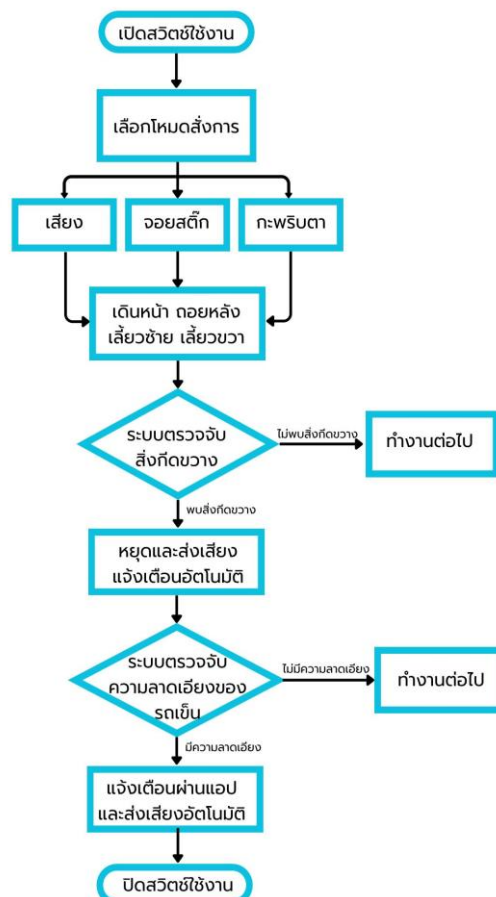 เปิดสวิตช์ใช้งาน
เลือกโหมดสั่งการ
เสียง
จอยสติ๊ก
กะพริบตา
เดินหน้า ถอยหลัง
เลี้ยวซ้าย เลี้ยวขวา
ระบบตรวจจับ
สิ่งกีดขวาง
ไม่พบสิ่งกีดขวาง
ทำงานต่อไป
พบสิ่งกีดขวาง
หยุดและส่งเสียง
แจ้งเตือนอัตโนมัติ
ระบบตรวจจับ
ความลาดเอียงของ
รถเข็น
ไม่มีความลาดเอียง
ทำงานต่อไป
มีความลาดเอียง
แจ้งเตือนผ่านแอป
และส่งเสียงอัตโนมัติ
ปิดสวิตช์ใช้งาน